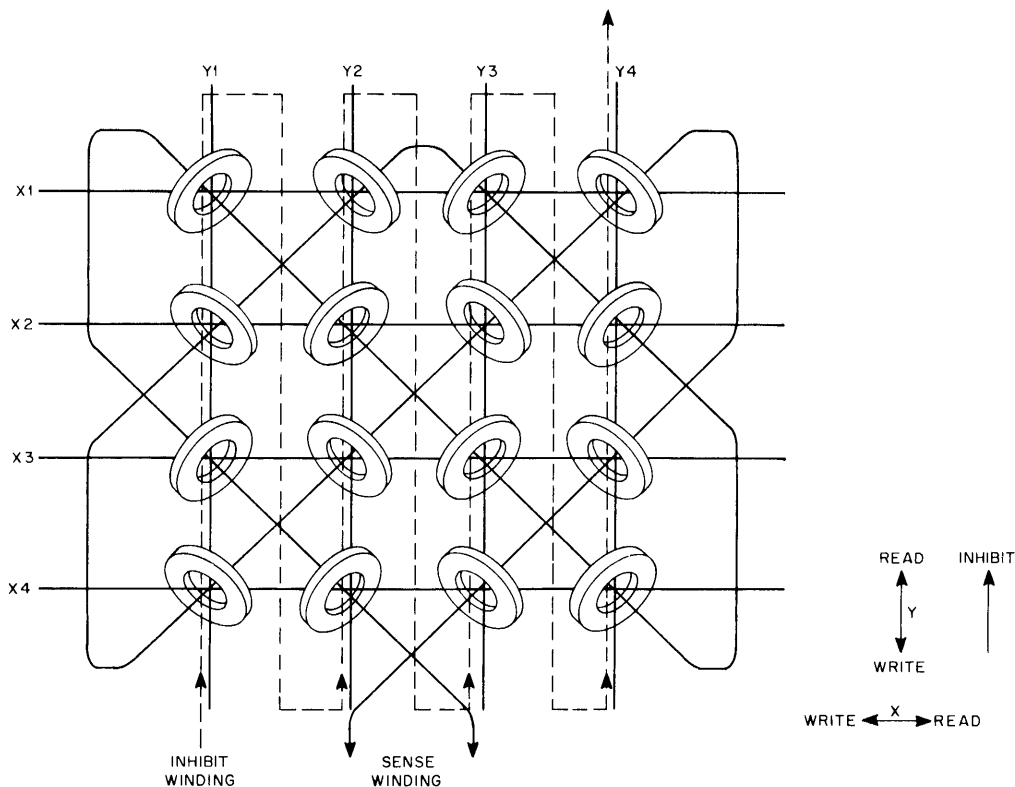 Y1 Y2 Y3 Y4
X1
X2
X3
X4
INHIBIT
WINDING
SENSE
WINDING
READ
Y
WRITE
INHIBIT
X
WRITE READ